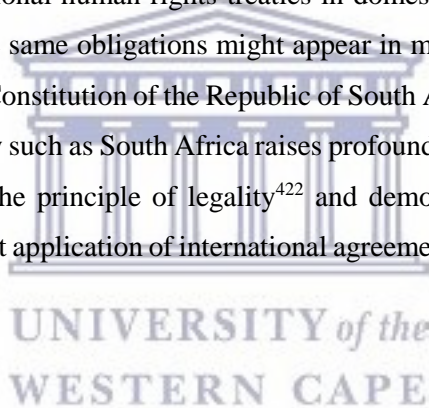 onal human rights treaties in domes
same obligations might appear in m
Constitution of the Republic of South A
such as South Africa raises profound
he principle of legality422 and demo
t application of international agreeme
UNIVERSITY of the
WESTERN CAPE